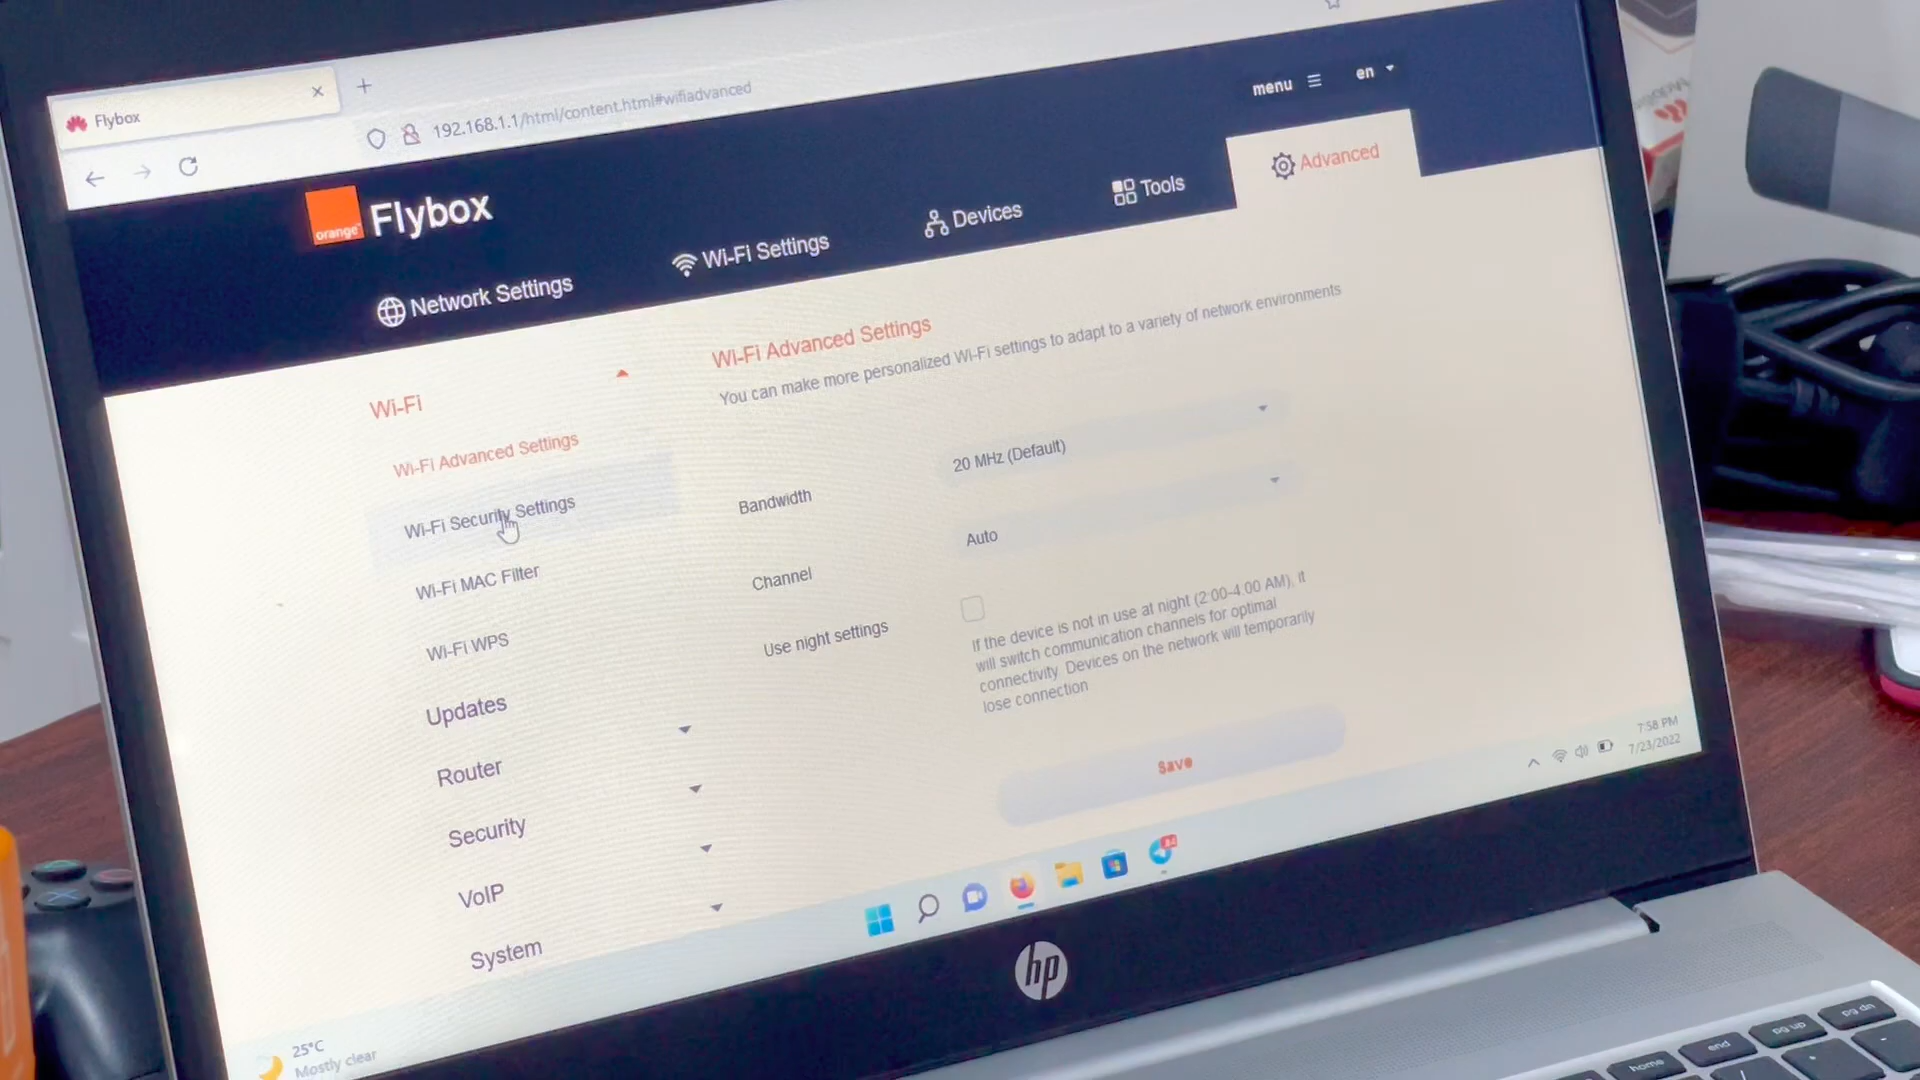 Flybox
192.168.1.1/html/content.html#wifiadvanced
menu
en
orange
Flybox
Network Settings
Wi-Fi Settings
Devices
Tools
Advanced
Wi-Fi
Wi-Fi Advanced Settings
Wi-Fi Security Settings
Wi-Fi MAC Filter
Wi-Fi WPS
Updates
Router
Security
VoIP
System
Wi-Fi Advanced Settings
You can make more personalized Wi-Fi settings to adapt to a variety of network environments
Bandwidth
20 MHz (Default)
Channel
Auto
Use night settings
If the device is not in use at night (2:00-4:00 AM), it
will switch communication channels for optimal
connectivity. Devices on the network will temporarily
lose connection
Save
25°C
Mostly clear
7:58 PM
7/23/2022
hp
home
end
pg up
pg dn